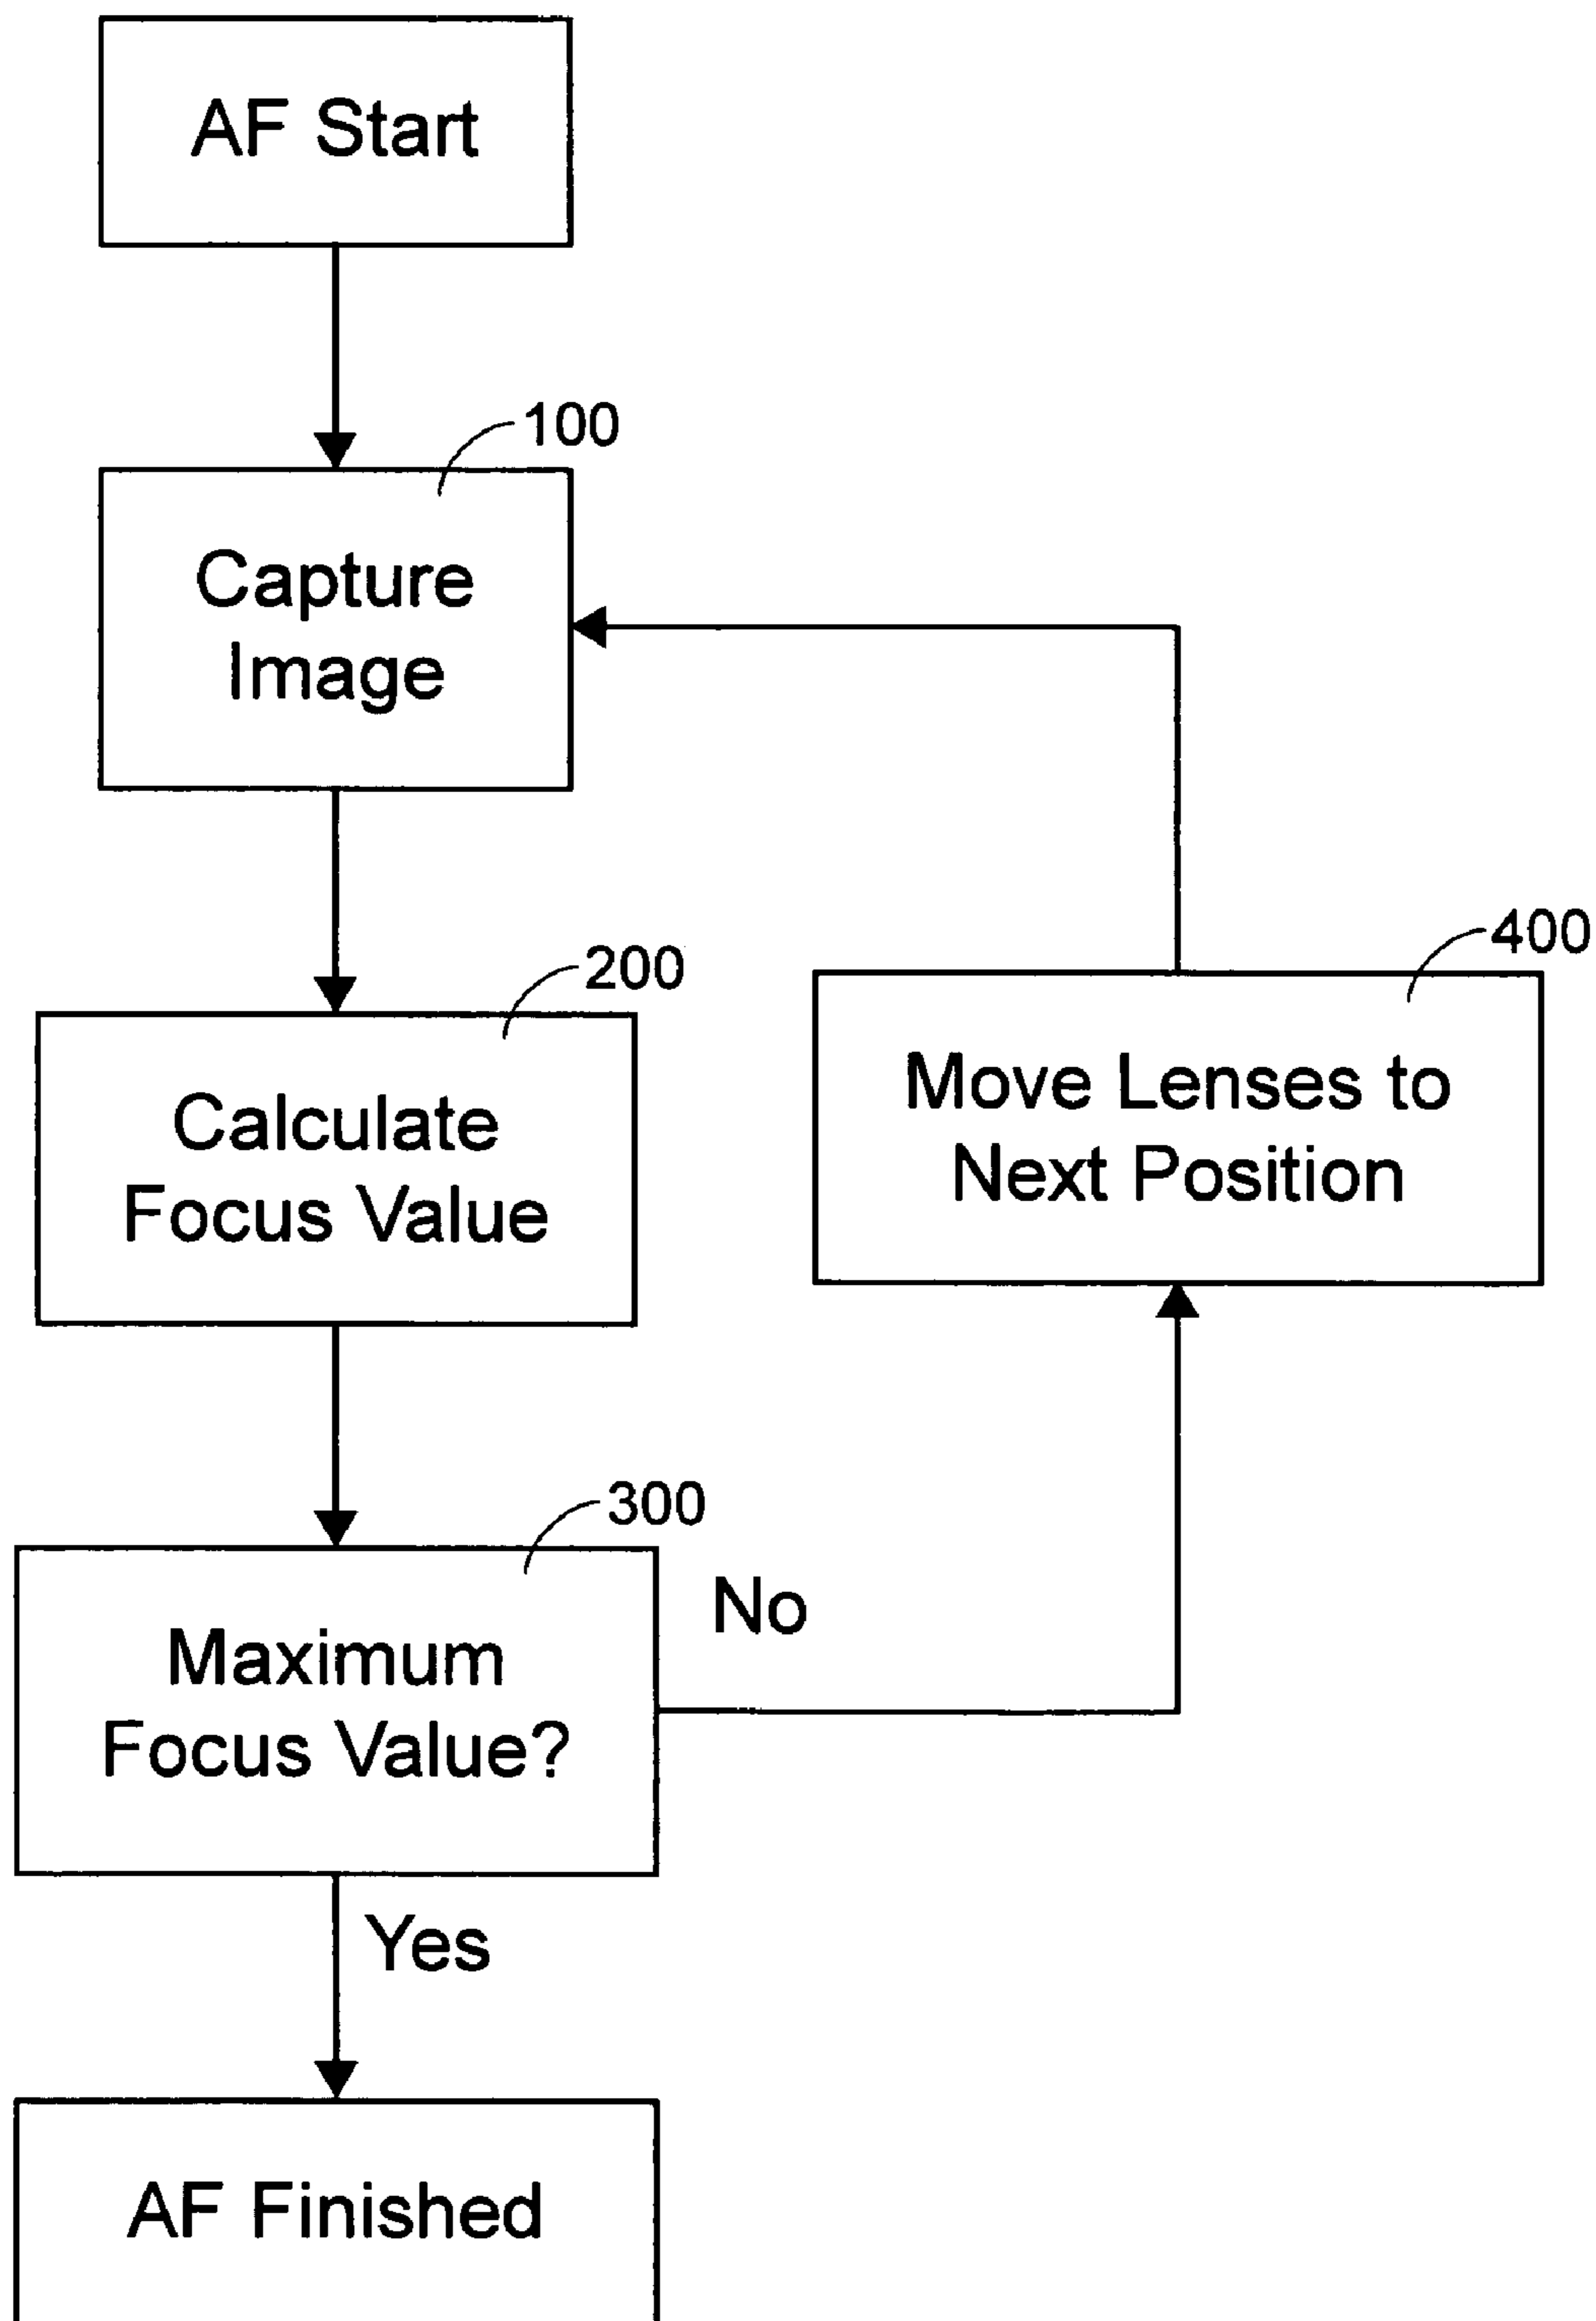 AF Start
100
Capture
Image
200
Calculate
Focus Value
400
Move Lenses to
Next Position
300
Maximum
Focus Value?
No
Yes
AF Finished